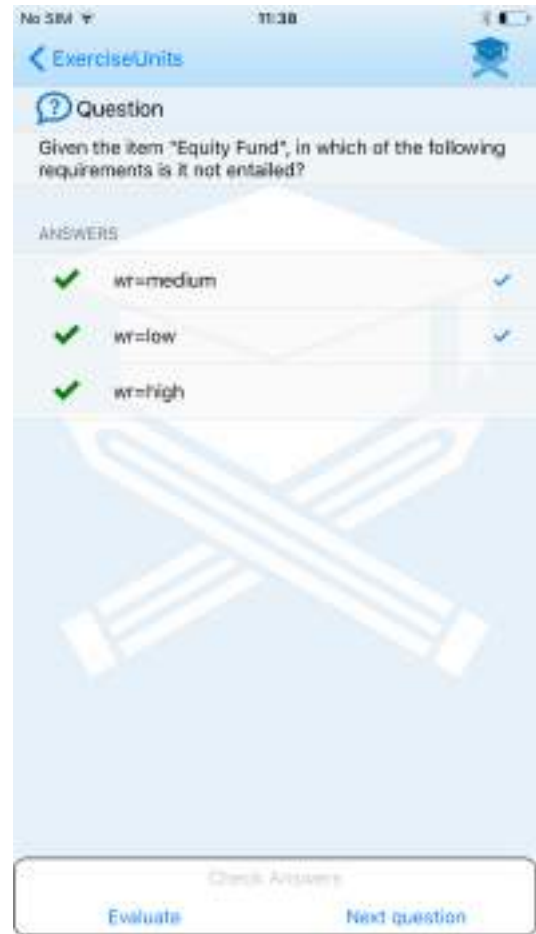 No SIM 11:38
ExerciseUnits
Question
Given the item "Equity Fund", in which of the following
requirements is it not entailed?
ANSWERS
wr=medium
wr=low
wr=high
Check Answers
Evaluate Next question